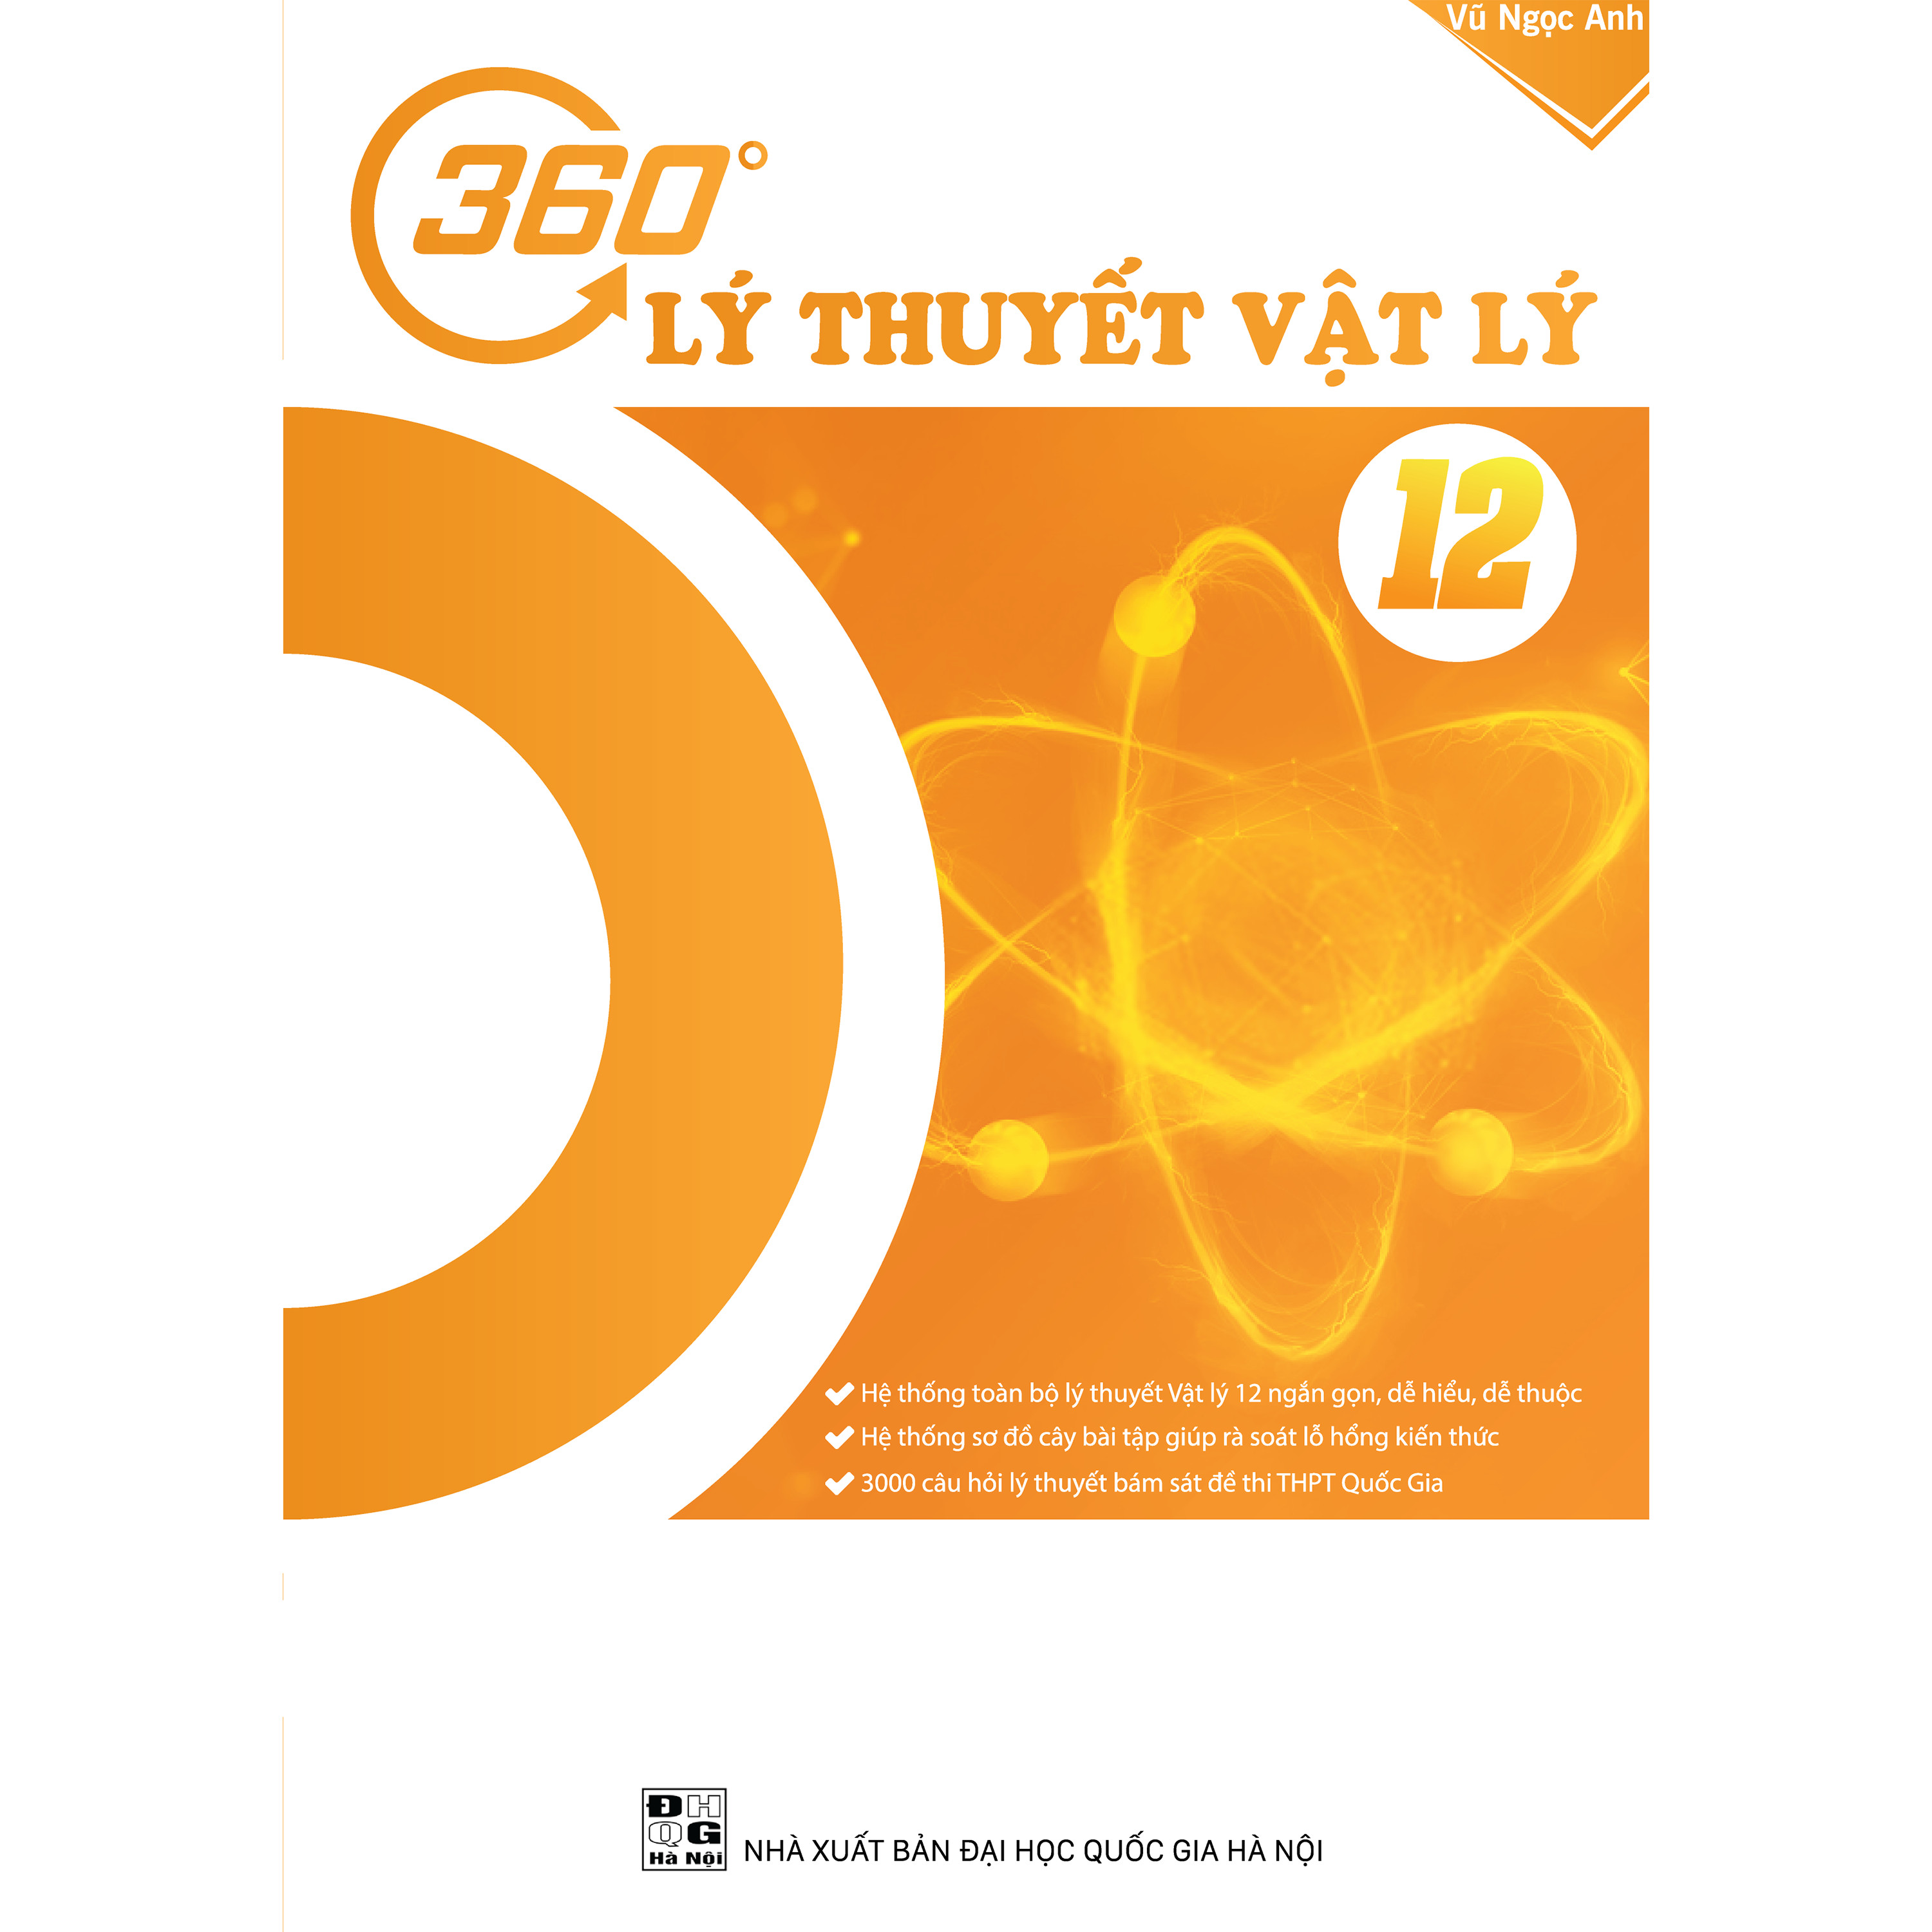 Vũ Ngọc Anh
360°
LÝ THUYẾT VẬT LÝ
12
Hệ thống toàn bộ lý thuyết Vật lý 12 ngắn gọn, dễ hiểu, dễ thuộc
Hệ thống sơ đồ cây bài tập giúp rà soát lỗ hổng kiến thức
3000 câu hỏi lý thuyết bám sát đề thi THPT Quốc Gia
ĐH
QG
Hà Nội
NHÀ XUẤT BẢN ĐẠI HỌC QUỐC GIA HÀ NỘI